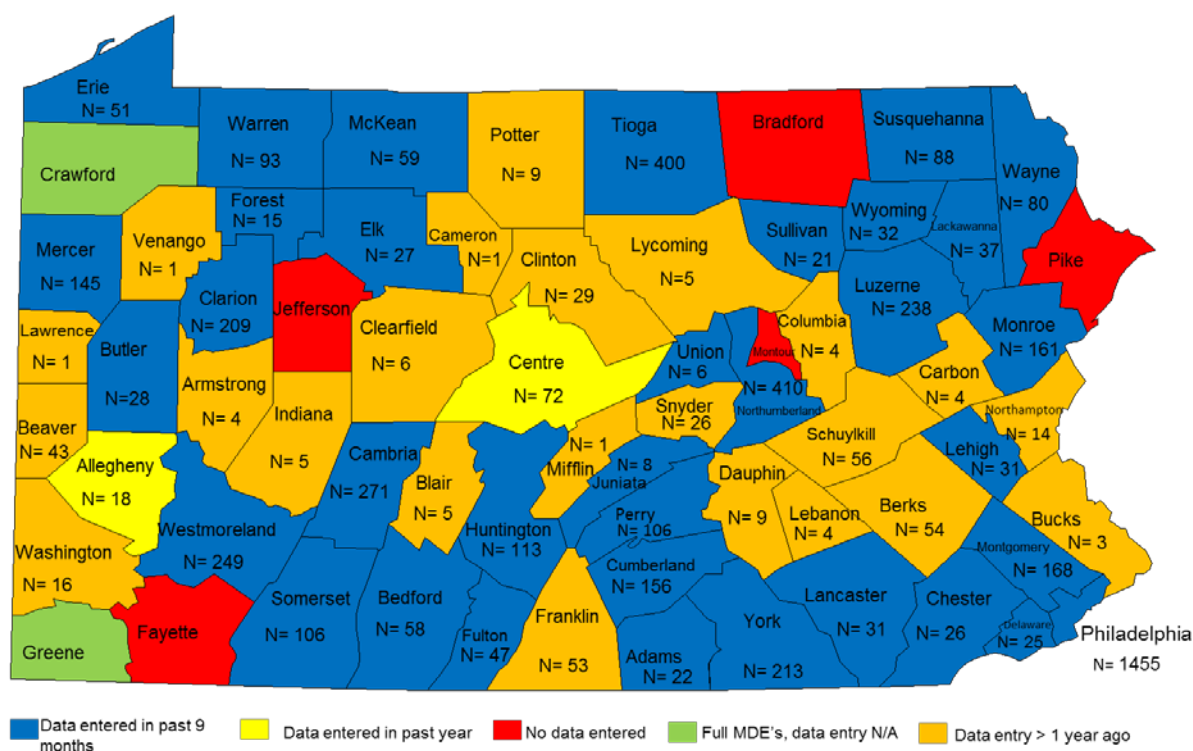 Erie
N= 51
Warren
N= 93
McKean
N= 59
Potter
N= 9
Tioga
N= 400
Bradford
Susquehanna
N= 88
Wayne
N= 80
Crawford
Forest
N= 15
Elk
N= 27
Cameron
N=1
Clinton
N= 29
Lycoming
N=5
Sullivan
N= 21
Wyoming
N= 32
Lackawanna
N= 37
Pike
Mercer
N= 145
Venango
N= 1
Clarion
N= 209
Jefferson
Clearfield
N= 6
Centre
N= 72
Union
N= 6
Montour
N= 410
Northumberland
Columbia
N= 4
Luzerne
N= 238
Monroe
N= 161
Lawrence
N= 1
Butler
N=28
Armstrong
N= 4
Indiana
N= 5
Snyder
N= 26
Carbon
N= 4
Northampton
N= 14
Beaver
N= 43
Allegheny
N= 18
Cambria
N= 271
Blair
N= 5
N= 1
Mifflin
N= 8
Juniata
Dauphin
N= 9
Lebanon
N= 4
Schuylkill
N= 56
Berks
N= 54
Lehigh
N= 31
Bucks
N= 3
Washington
N= 16
Westmoreland
N= 249
Huntington
N= 113
Perry
N= 106
Cumberland
N= 156
Montgomery
N= 168
Greene
Fayette
Somerset
N= 106
Bedford
N= 58
Fulton
N= 47
Franklin
N= 53
Adams
N= 22
York
N= 213
Lancaster
N= 31
Chester
N= 26
Delaware
N= 25
Philadelphia
N= 1455
Data entered in past 9
months
Data entered in past year
No data entered
Full MDE's, data entry N/A
Data entry > 1 year ago